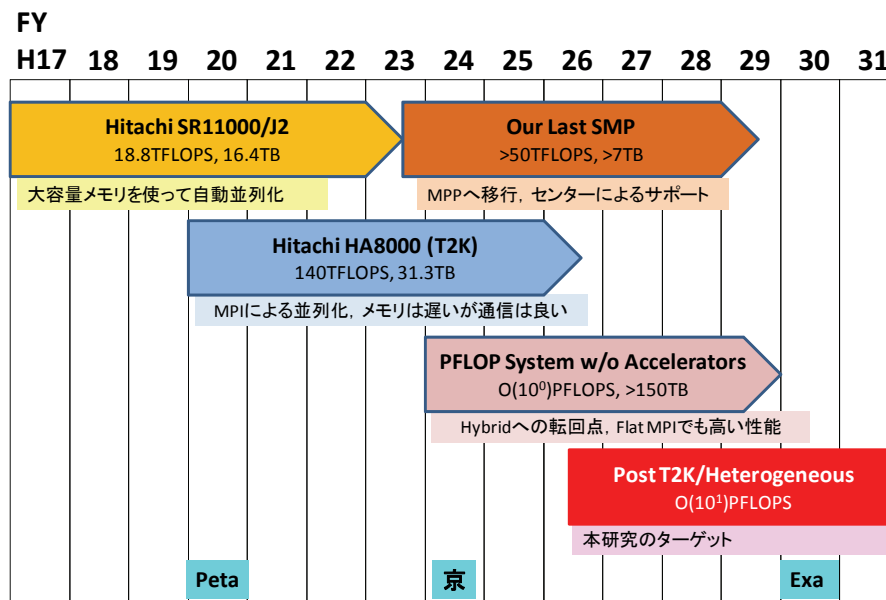 FY
H17 18 19 20 21 22 23 24 25 26 27 28 29 30 31
Hitachi SR11000/J2
18.8TFLOPS, 16.4TB
大容量メモリを使って自動並列化
Our Last SMP
>50TFLOPS, >7TB
MPPへ移行，センターによるサポート
Hitachi HA8000 (T2K)
140TFLOPS, 31.3TB
MPIによる並列化，メモリは遅いが通信は良い
PFLOP System w/o Accelerators
O(10⁰)PFLOPS, >150TB
Hybridへの転回点，Flat MPIでも高い性能
Post T2K/Heterogeneous
O(10¹)PFLOPS
本研究のターゲット
Peta 京 Exa